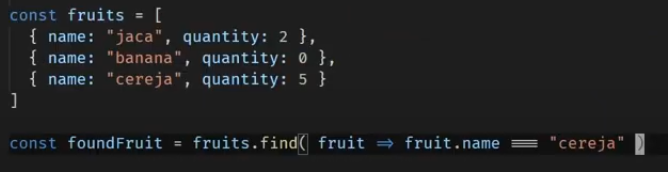 const fruits = [
  { name: "jaca", quantity: 2 },
  { name: "banana", quantity: 0 },
  { name: "cereja", quantity: 5 }
]
const foundFruit = fruits.find( fruit => fruit.name === "cereja" )